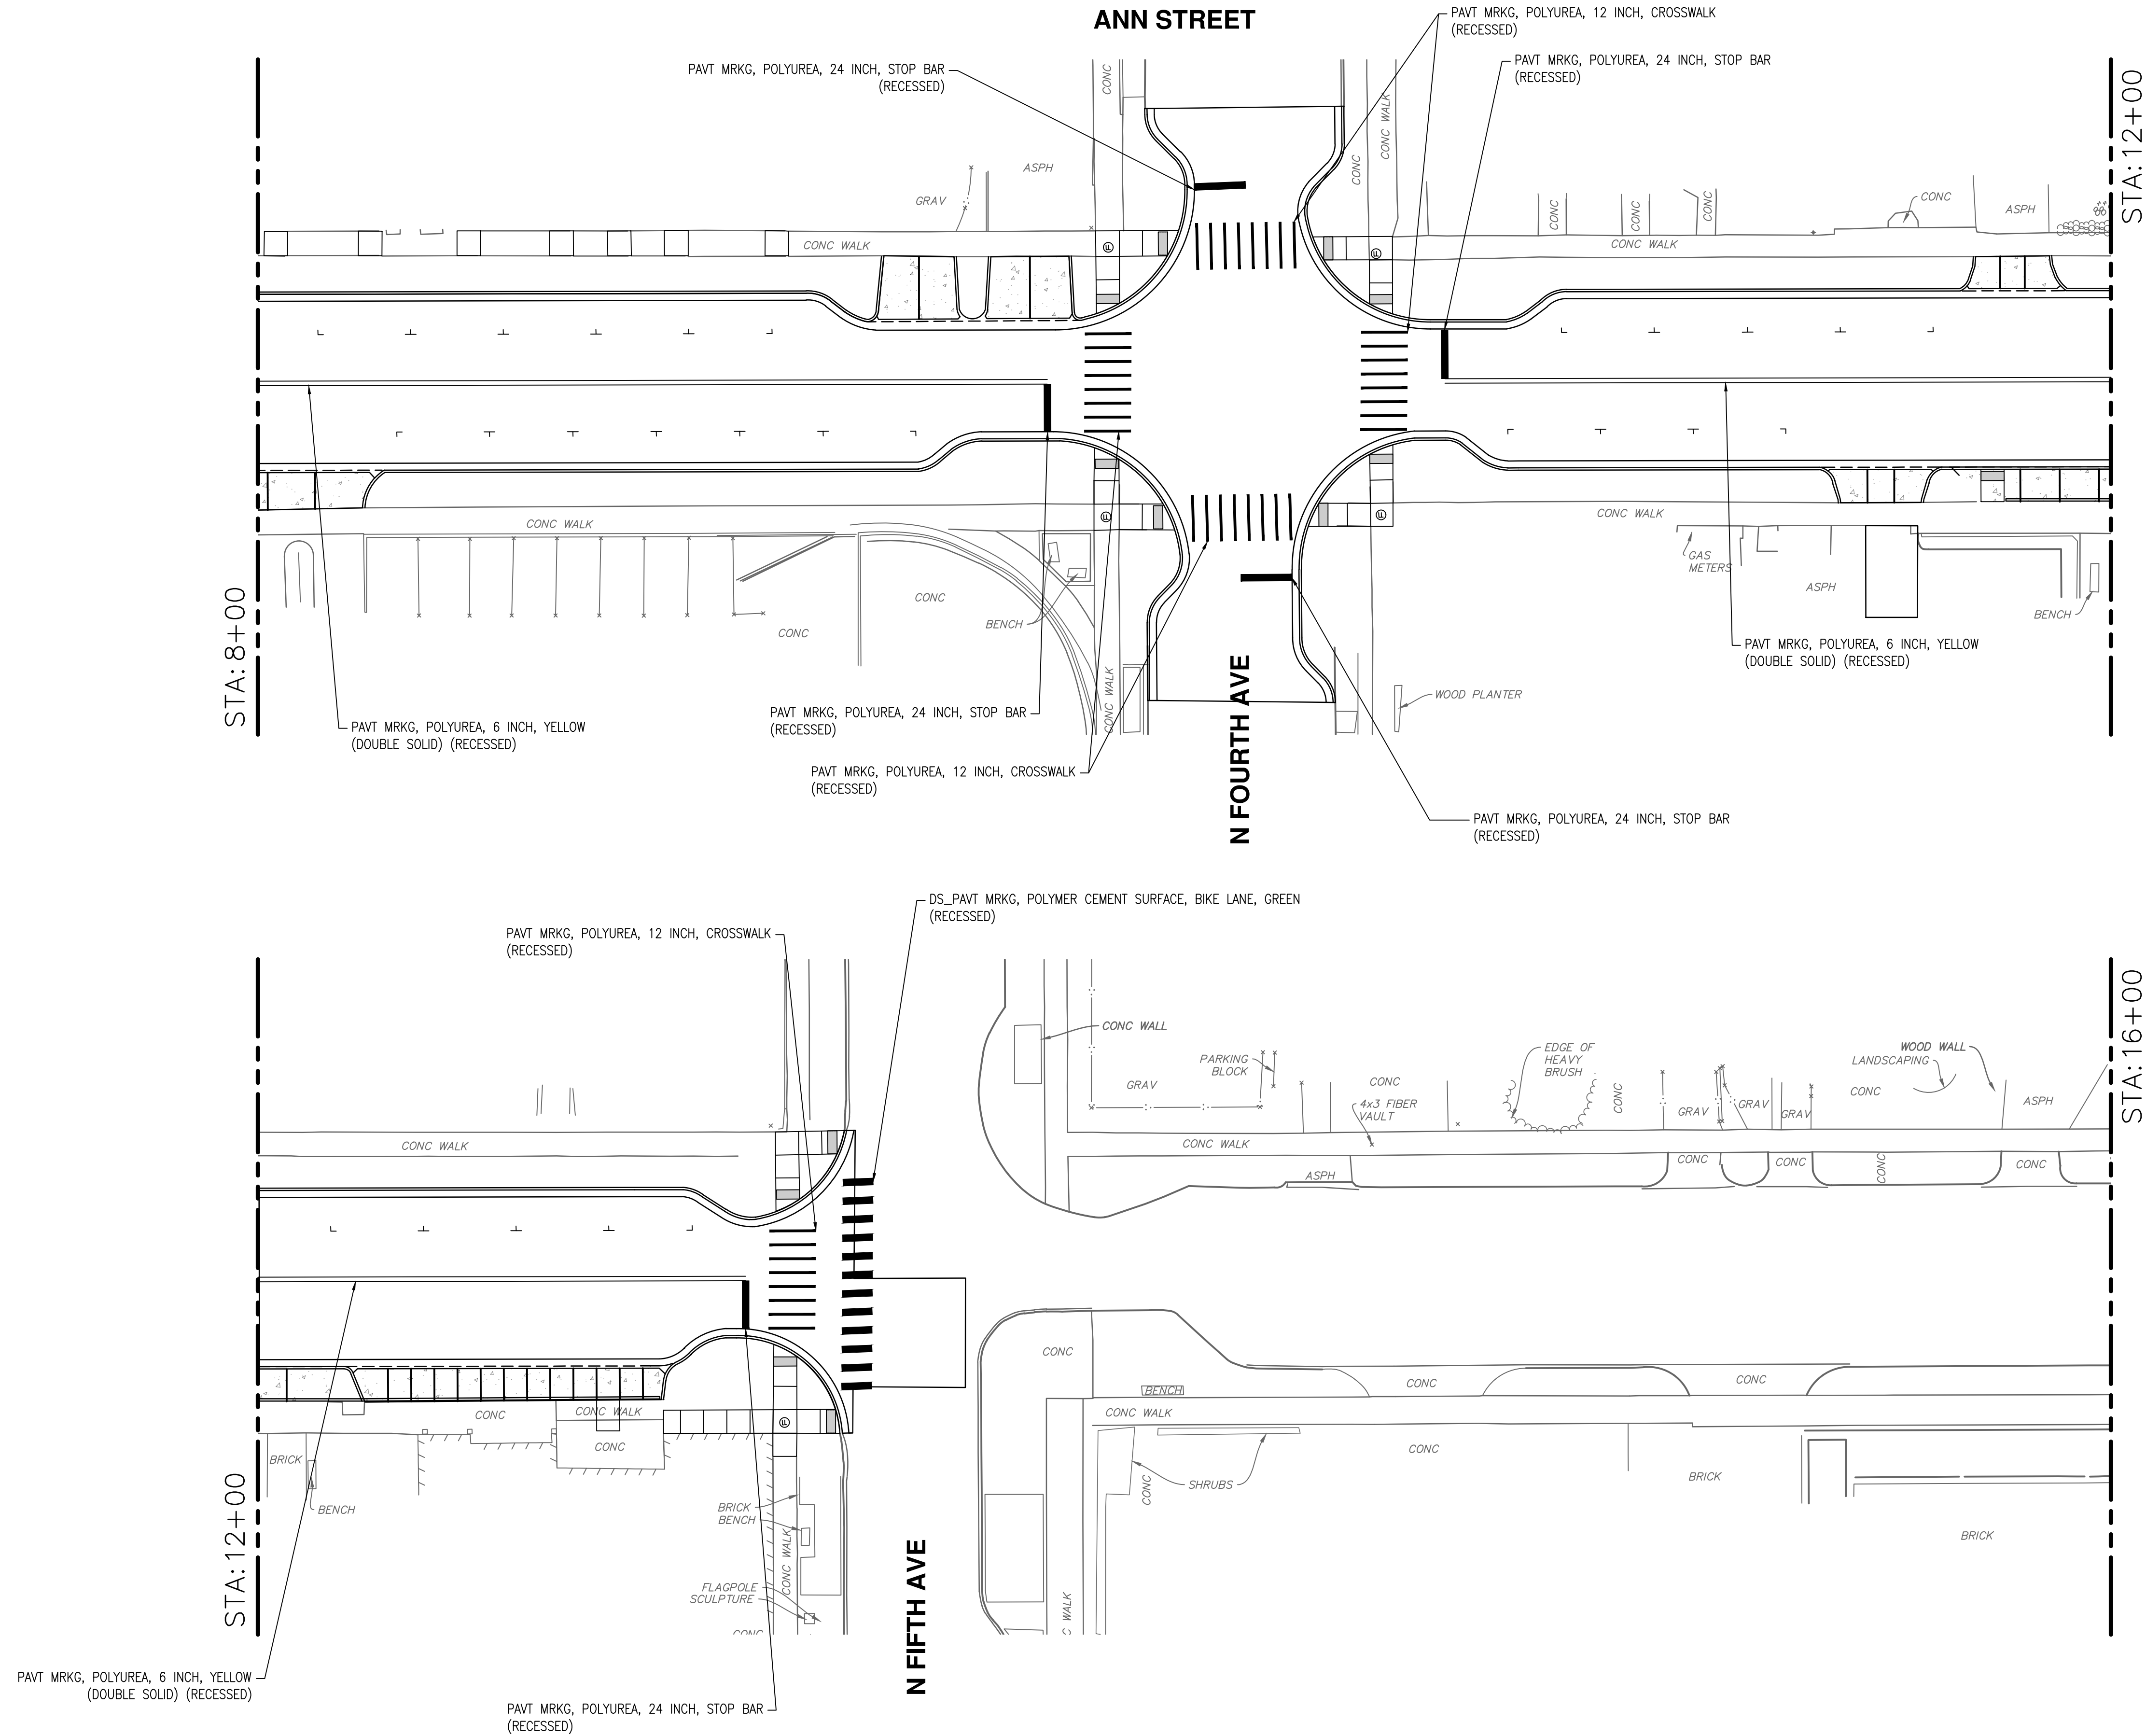 ANN STREET
PAVT MRKG, POLYUREA, 12 INCH, CROSSWALK
(RECESSED)
PAVT MRKG, POLYUREA, 24 INCH, STOP BAR
(RECESSED)
PAVT MRKG, POLYUREA, 24 INCH, STOP BAR
(RECESSED)
CONC
CONC WALK
CONC
ASPH
GRAV
CONC
CONC
CONC
CONC
ASPH
STA: 12+00
CONC WALK
CONC WALK
LL
LL
CONC WALK
LL
LL
CONC WALK
GAS
METERS
ASPH
BENCH
CONC
BENCH
CONC
CONC WALK
STA: 8+00
PAVT MRKG, POLYUREA, 6 INCH, YELLOW
(DOUBLE SOLID) (RECESSED)
WOOD PLANTER
N FOURTH AVE
PAVT MRKG, POLYUREA, 24 INCH, STOP BAR
(RECESSED)
PAVT MRKG, POLYUREA, 6 INCH, YELLOW
(DOUBLE SOLID) (RECESSED)
PAVT MRKG, POLYUREA, 12 INCH, CROSSWALK
(RECESSED)
PAVT MRKG, POLYUREA, 24 INCH, STOP BAR
(RECESSED)
DS_PAVT MRKG, POLYMER CEMENT SURFACE, BIKE LANE, GREEN
(RECESSED)
PAVT MRKG, POLYUREA, 12 INCH, CROSSWALK
(RECESSED)
CONC WALL
PARKING
BLOCK
GRAV
CONC
4x3 FIBER
VAULT
EDGE OF
HEAVY
BRUSH
CONC
GRAV
GRAV
GRAV
WOOD WALL
LANDSCAPING
CONC
ASPH
STA: 16+00
CONC WALK
CONC WALK
ASPH
CONC
CONC
CONC
CONC
CONC
BENCH
CONC
CONC
CONC WALK
CONC
CONC WALK
CONC
LL
CONC
BRICK
SHRUBS
CONC
BRICK
BENCH
BRICK
BENCH
CONC WALK
BRICK
STA: 12+00
FLAGPOLE
SCULPTURE
CONC
C WALK
N FIFTH AVE
PAVT MRKG, POLYUREA, 6 INCH, YELLOW
(DOUBLE SOLID) (RECESSED)
PAVT MRKG, POLYUREA, 24 INCH, STOP BAR
(RECESSED)